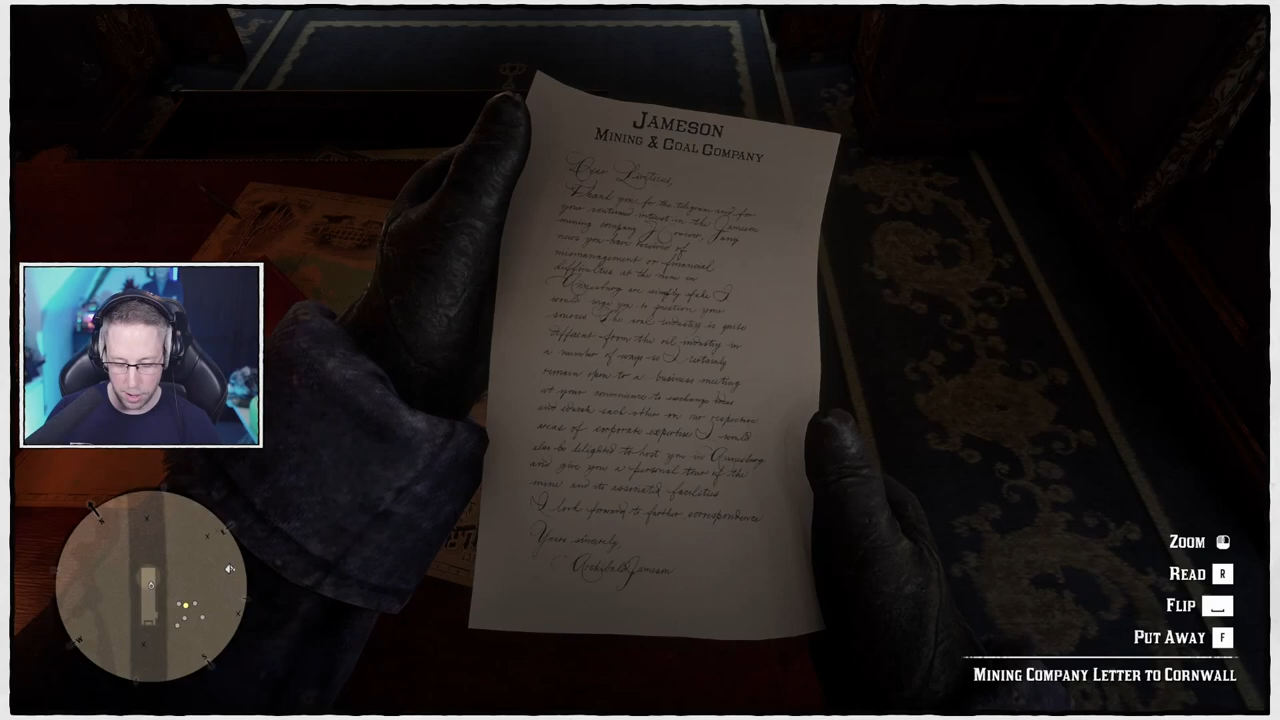 JAMESON
MINING & COAL COMPANY
Dear Leviticus,
Thank you for the telegram and for
your continued interest in the Jameson
mining company. However, any
news you have received of
mismanagement or financial
difficulties at the mine in
Annesburg are simply fake. I
would urge you to question your
sources. The coal industry is quite
different from the oil industry in
a number of ways so I certainly
remain open to a business meeting
at your convenience to exchange ideas
and educate each other on our respective
areas of corporate expertise. I would
also be delighted to host you in Annesburg
and give you a personal tour of the
mine and its associated facilities.
I look forward to further correspondence
Yours sincerely,
Archibald Jameson
ZOOM
READ R
FLIP
PUT AWAY F
MINING COMPANY LETTER TO CORNWALL